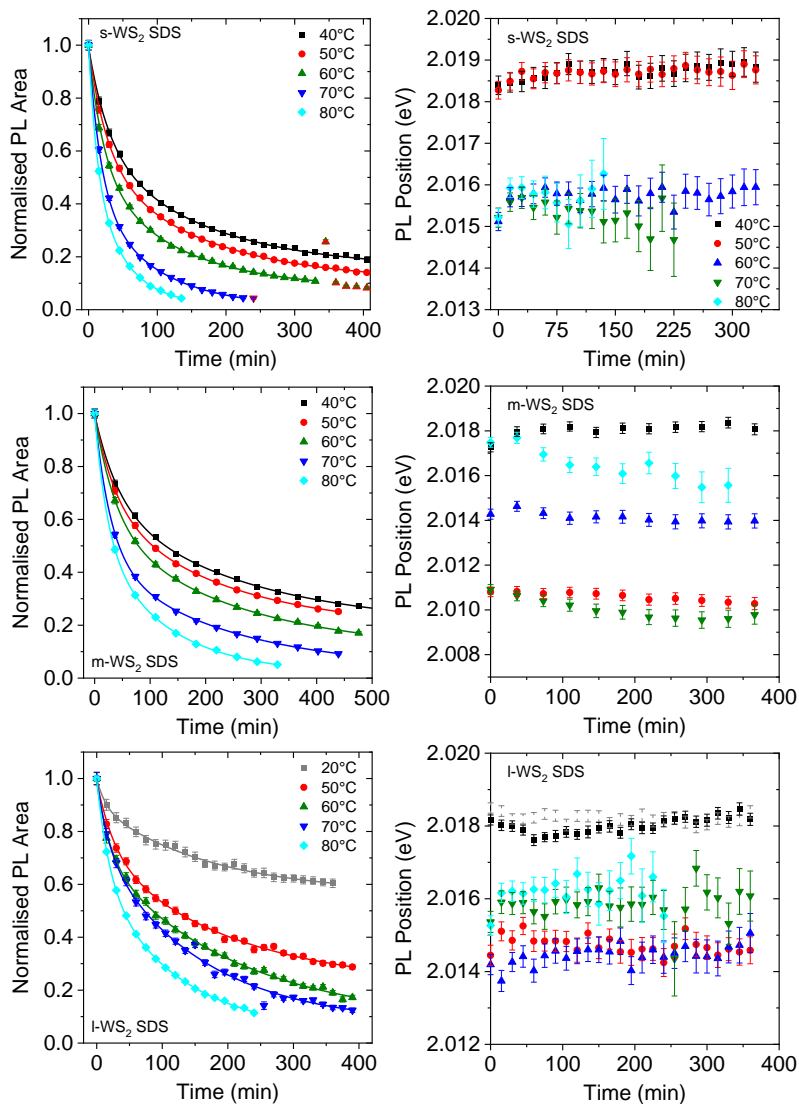 s-WS2 SDS
40°C
50°C
60°C
70°C
80°C
Normalised PL Area
1.0
0.8
0.6
0.4
0.2
0.0
0 100 200 300 400
Time (min)
s-WS2 SDS
40°C
50°C
60°C
70°C
80°C
PL Position (eV)
2.019
2.018
2.016
2.015
2.014
2.013
0 75 150 225 300
Time (min)
m-WS2 SDS
40°C
50°C
60°C
70°C
80°C
Normalised PL Area
1.0
0.8
0.6
0.4
0.2
0.0
0 100 200 300 400 500
Time (min)
m-WS2 SDS
PL Position (eV)
2.020
2.018
2.016
2.014
2.010
2.008
0 100 200 300 400
Time (min)
l-WS2 SDS
20°C
50°C
60°C
70°C
80°C
Normalised PL Area
1.0
0.8
0.6
0.4
0.2
0.0
0 100 200 300 400
Time (min)
l-WS2 SDS
PL Position (eV)
2.020
2.018
2.016
2.014
2.012
0 100 200 300 400
Time (min)